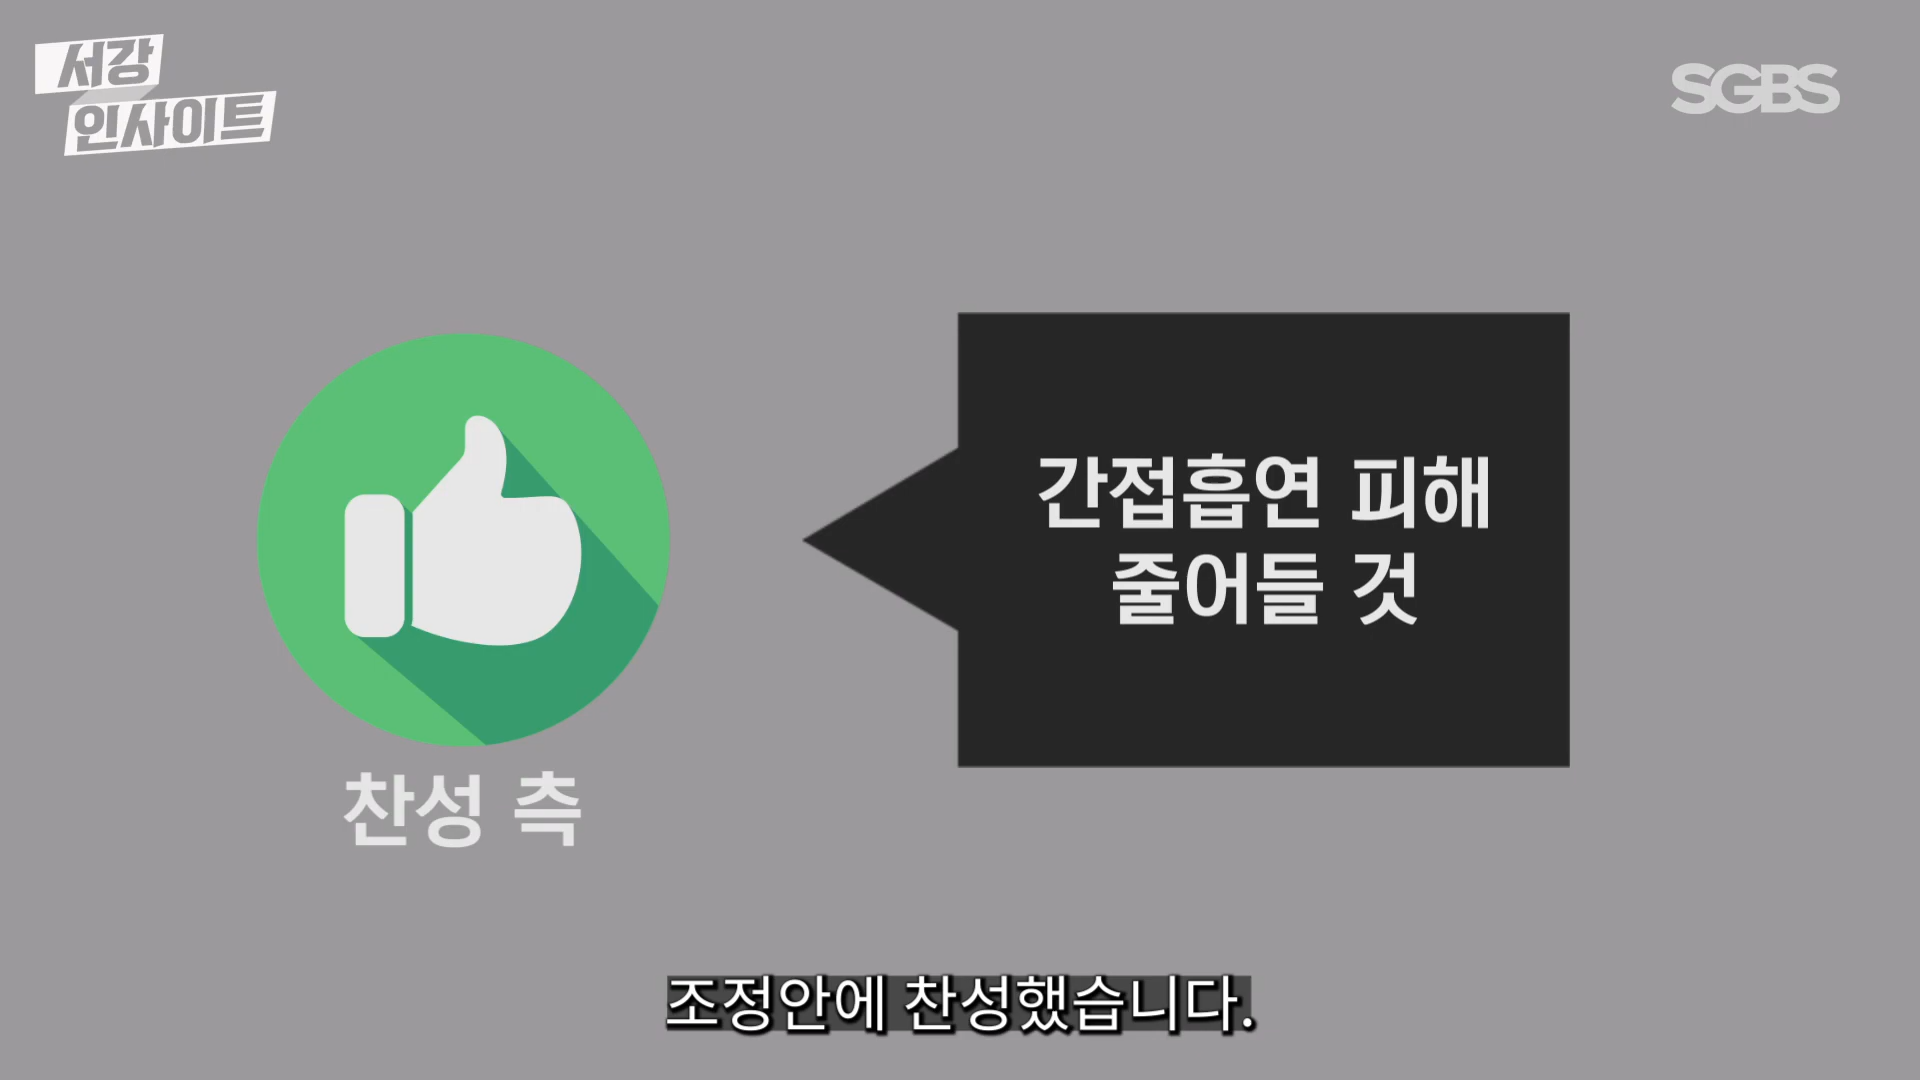 서강
인사이트
SGBS
간접흡연 피해
줄어들 것
찬성 측
조정안에 찬성했습니다.